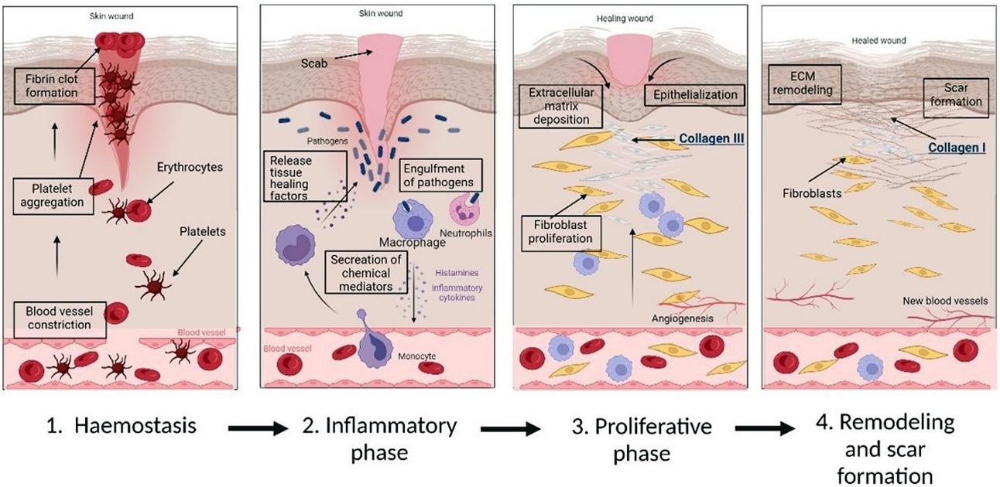 Skin wound
Fibrin clot
formation
Erythrocytes
Platelet
aggregation
Platelets
Blood vessel
constriction
Blood vessel
1. Haemostasis
Skin wound
Scab
Pathogens
Release
tissue
healing
factors
Engulfment
of pathogens
Macrophage
Neutrophils
Secreation of
chemical
mediators
Histamines
Inflammatory
cytokines
Blood vessel
Monocyte
2. Inflammatory
phase
Healing wound
Extracellular
matrix
deposition
Epithelialization
Collagen III
Fibroblast
proliferation
Angiogenesis
3. Proliferative
phase
Healed wound
ECM
remodeling
Scar
formation
Collagen I
Fibroblasts
New blood vessels
4. Remodeling
and scar
formation